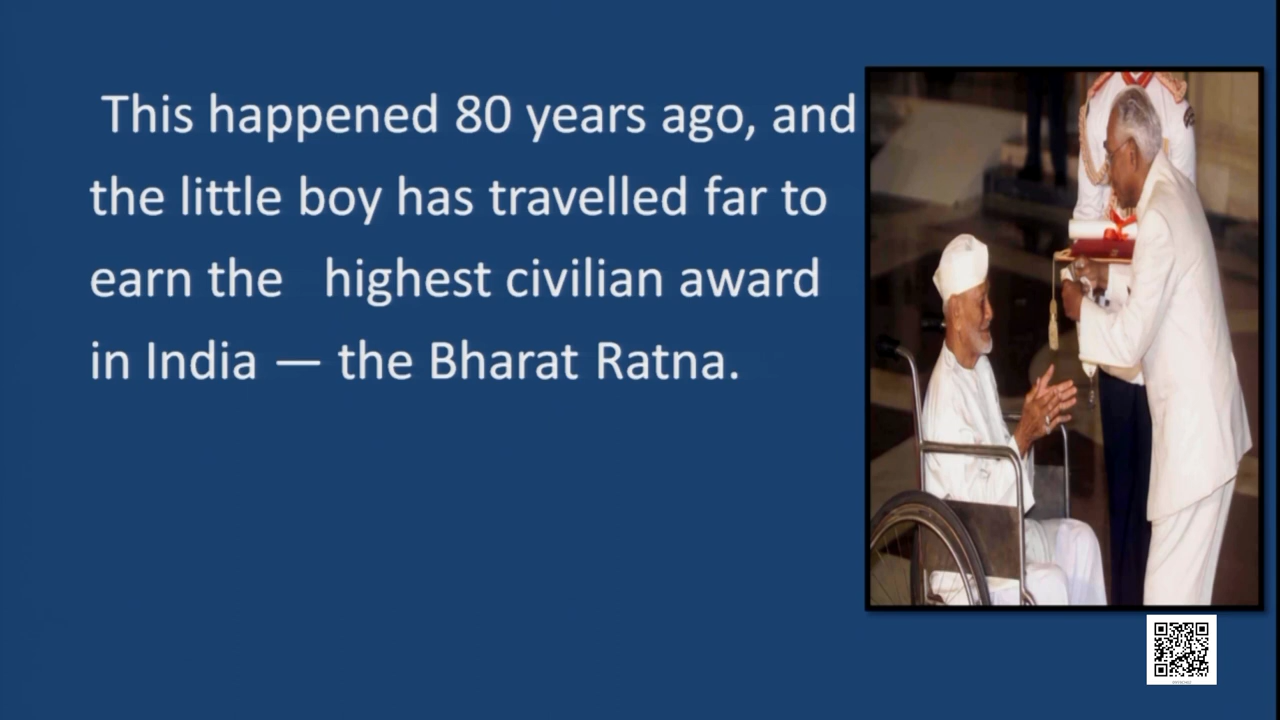 This happened 80 years ago, and
the little boy has travelled far to
earn the highest civilian award
in India — the Bharat Ratna.